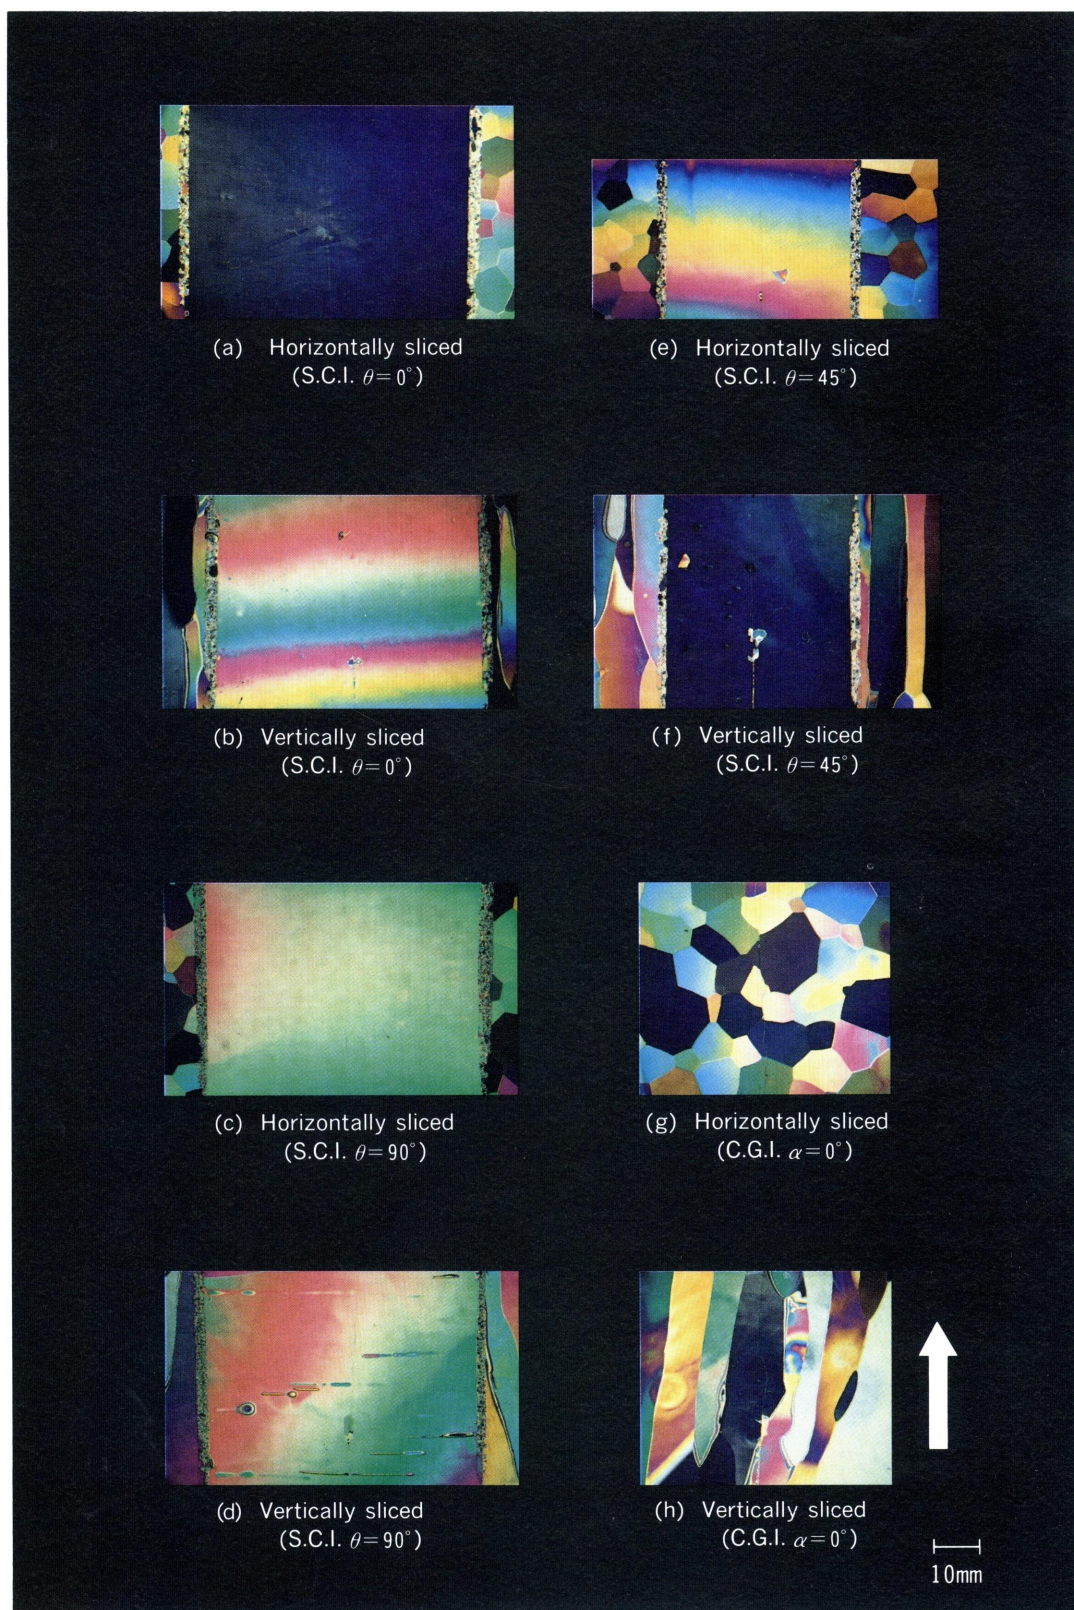 (a) Horizontally sliced
(S.C.I. θ=0°)
(e) Horizontally sliced
(S.C.I. θ=45°)
(b) Vertically sliced
(S.C.I. θ=0°)
(f) Vertically sliced
(S.C.I. θ=45°)
(c) Horizontally sliced
(S.C.I. θ=90°)
(g) Horizontally sliced
(C.G.I. α=0°)
(d) Vertically sliced
(S.C.I. θ=90°)
(h) Vertically sliced
(C.G.I. α=0°)
10mm